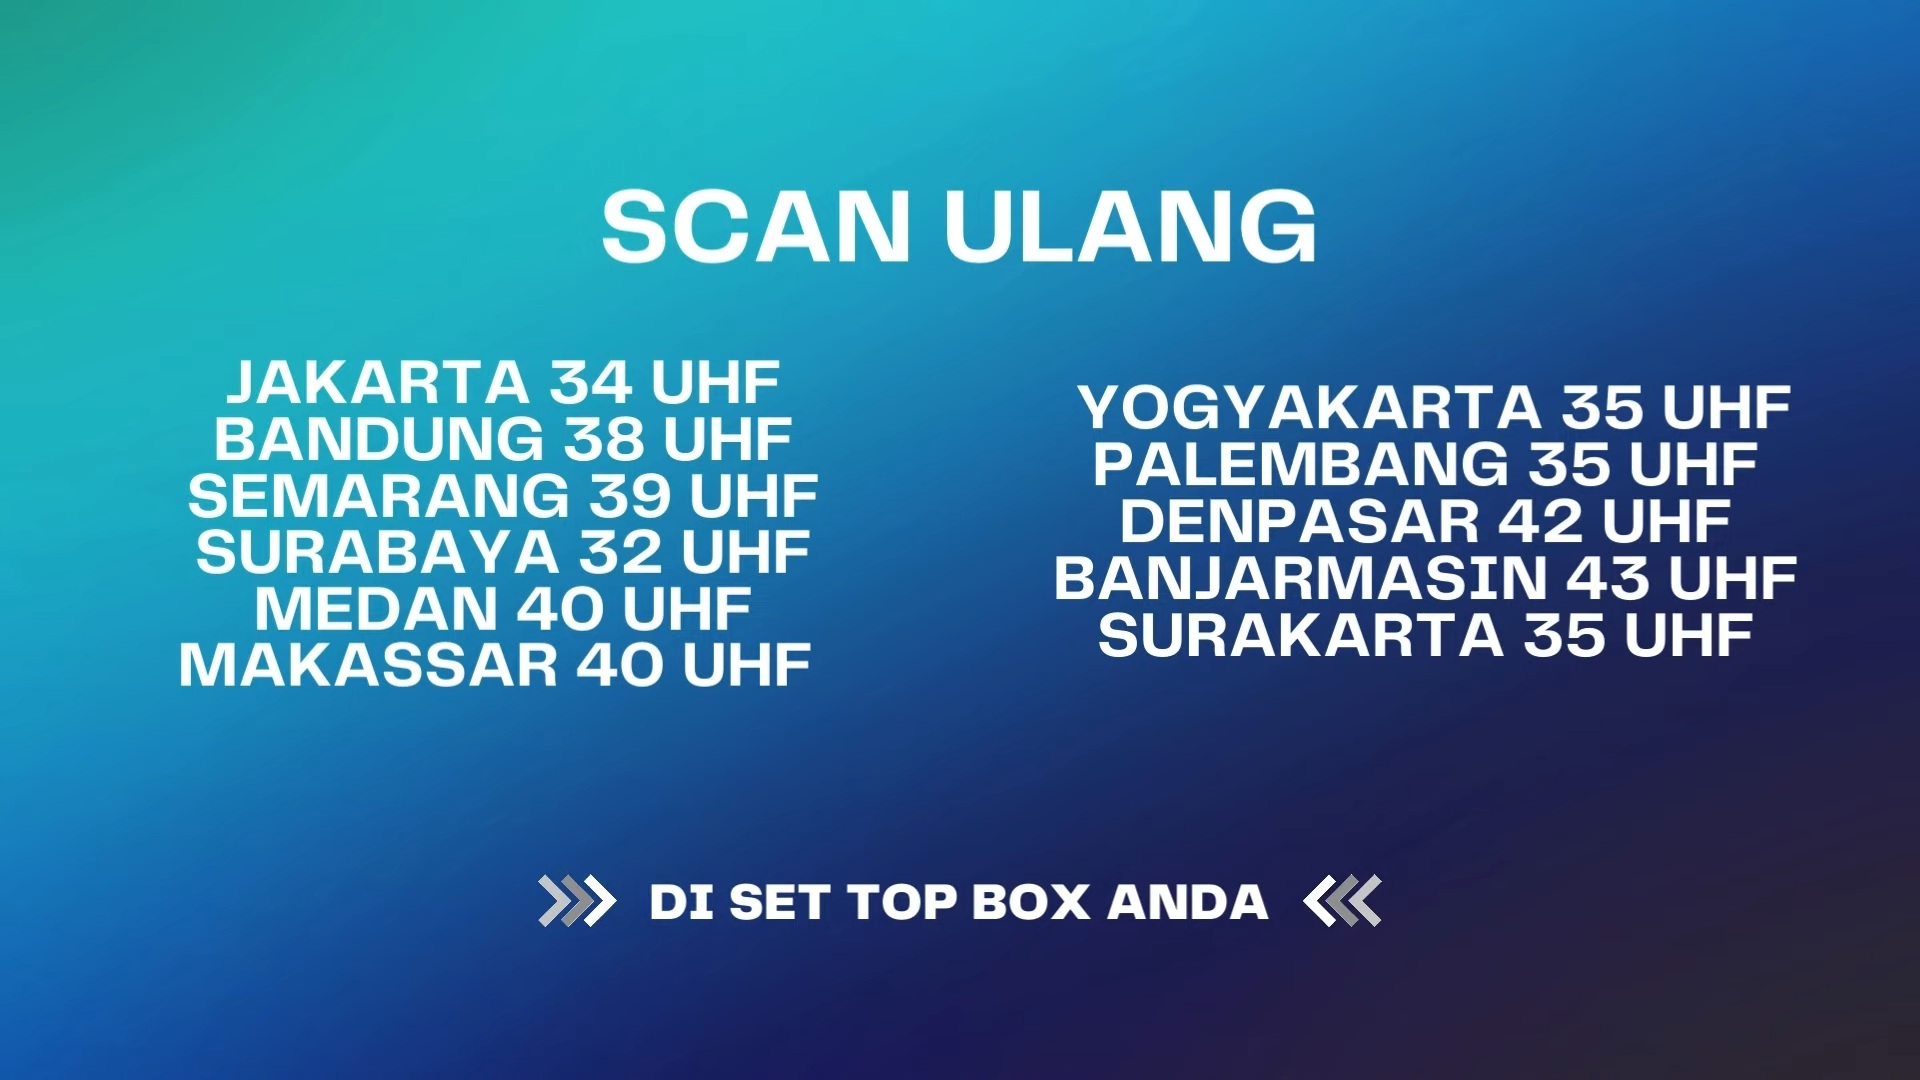 SCAN ULANG
JAKARTA 34 UHF
BANDUNG 38 UHF
SEMARANG 39 UHF
SURABAYA 32 UHF
MEDAN 40 UHF
MAKASSAR 40 UHF
YOGYAKARTA 35 UHF
PALEMBANG 35 UHF
DENPASAR 42 UHF
BANJARMASIN 43 UHF
SURAKARTA 35 UHF
DI SET TOP BOX ANDA